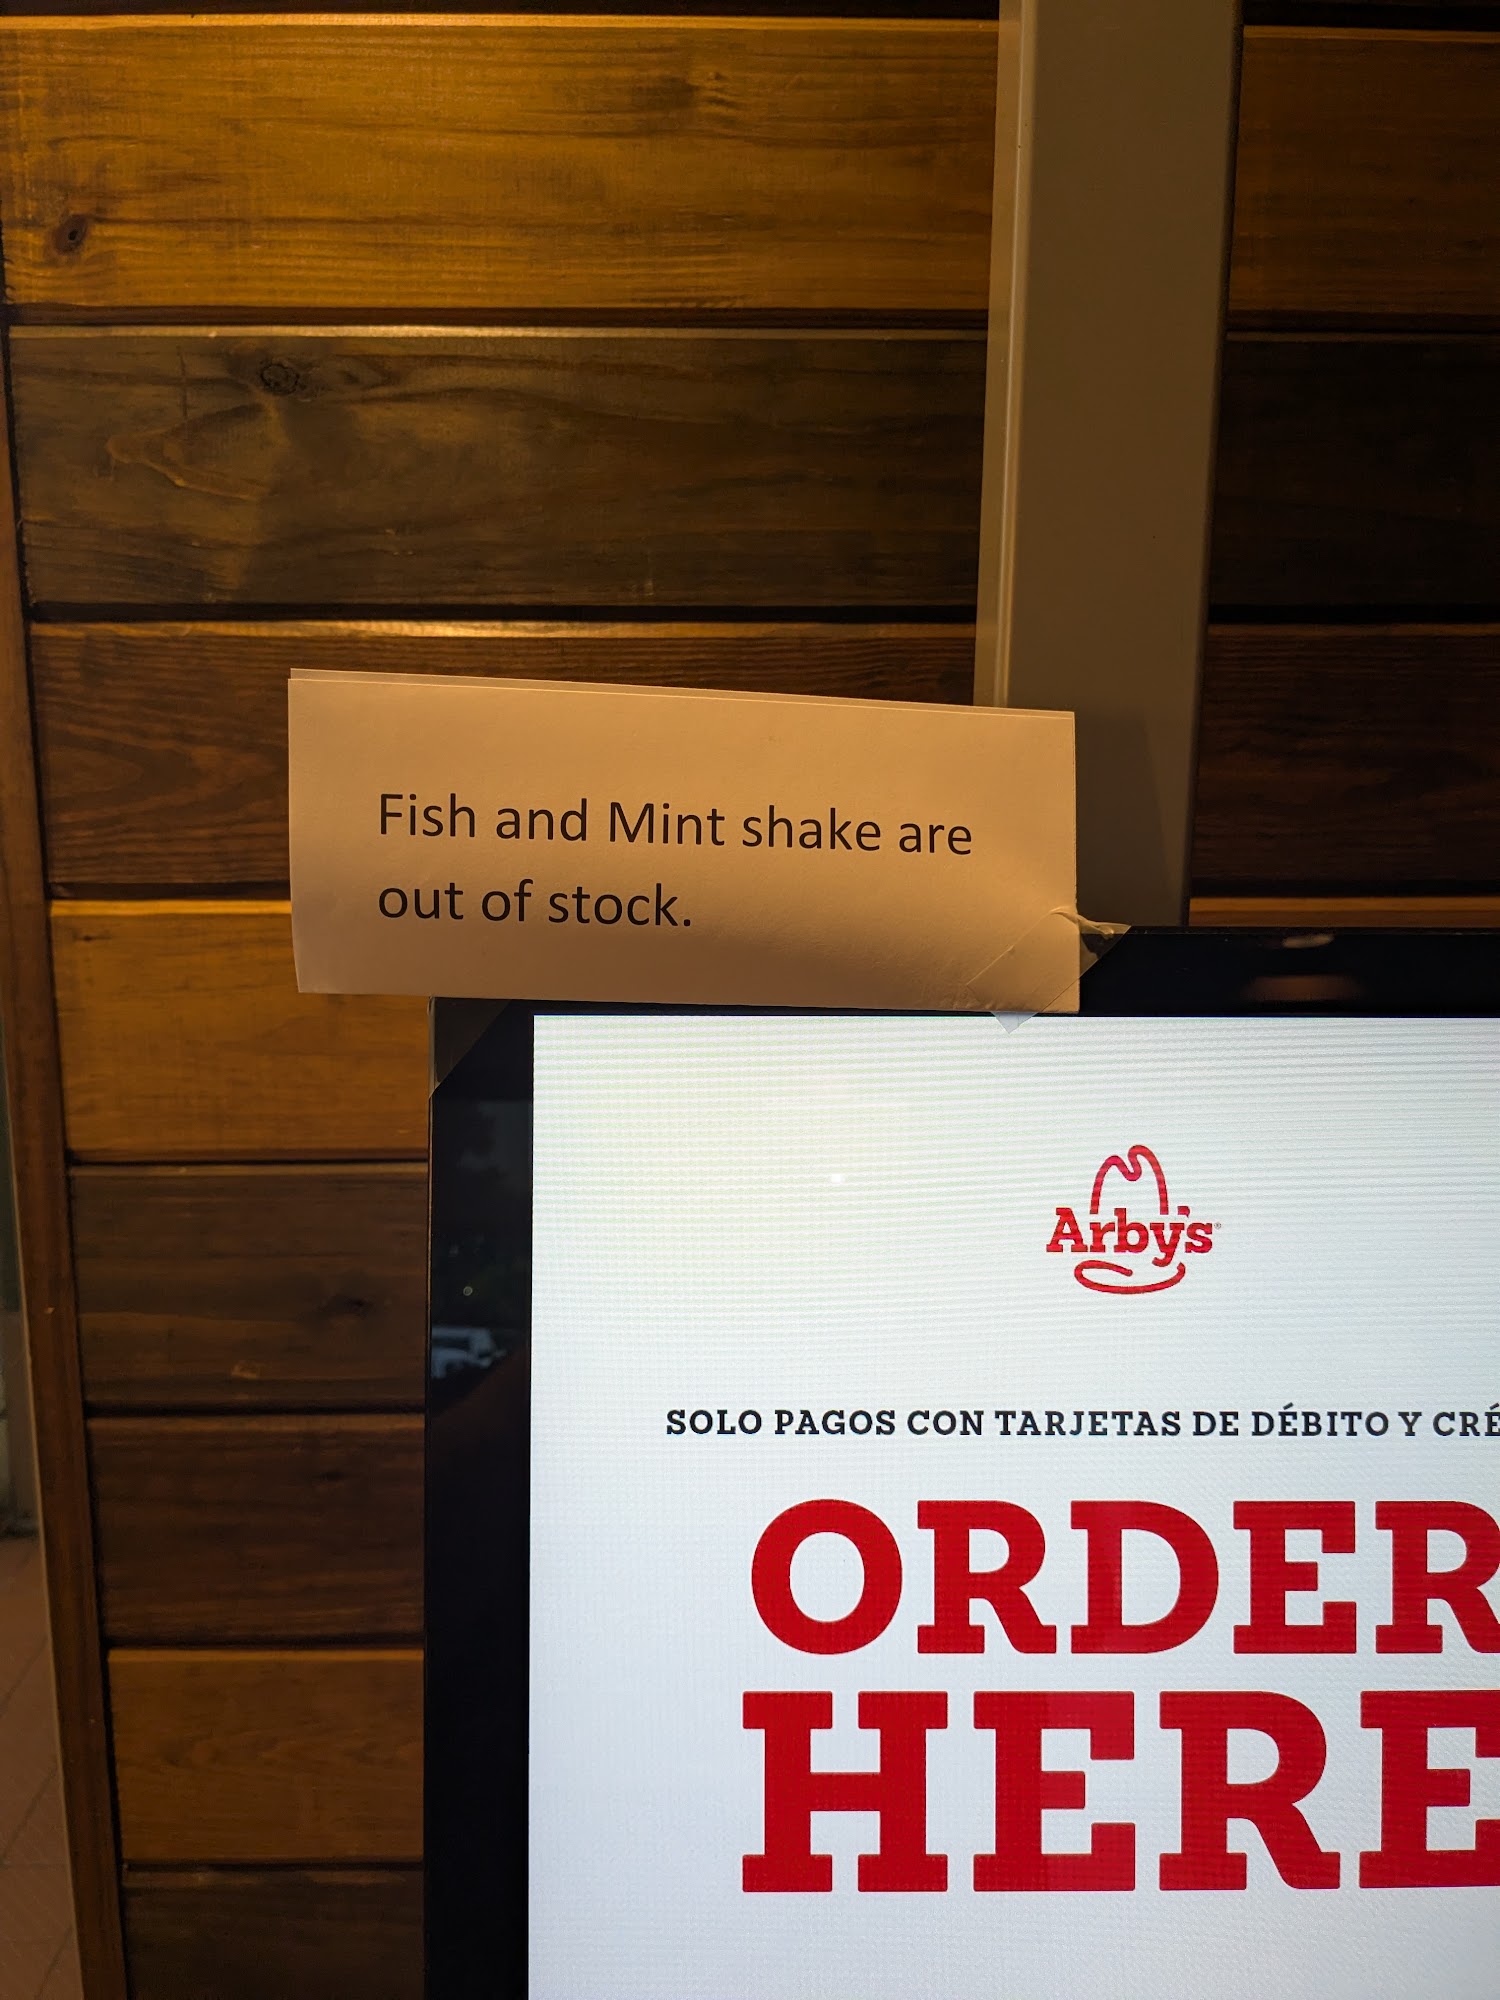 Fish and Mint shake are
out of stock.
Arby's
SOLO PAGOS CON TARJETAS DE DÉBITO Y
ORDER
HERE